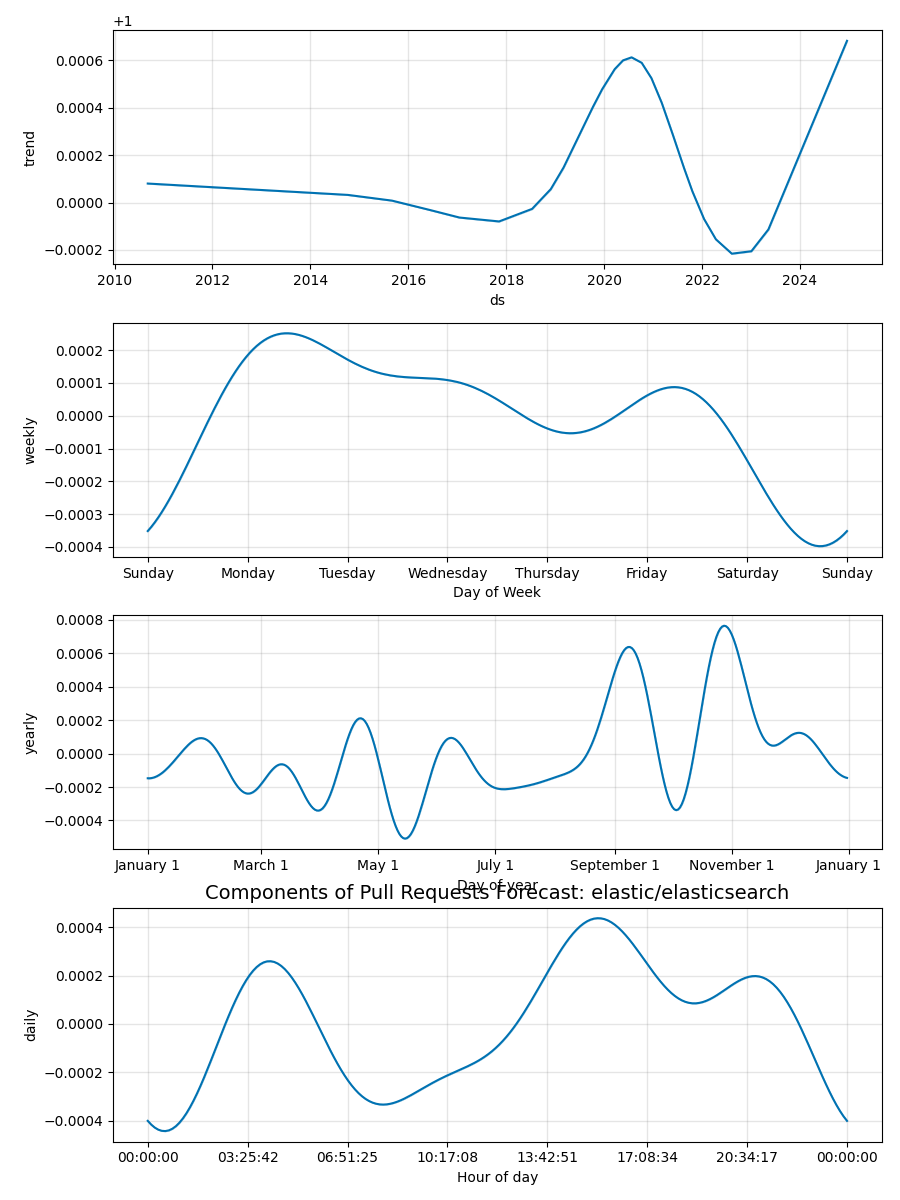 +1
0.0006
0.0004
0.0002
0.0000
−0.0002
trend
2010 2012 2014 2016 2018 2020 2022 2024
ds
0.0002
0.0001
0.0000
−0.0001
−0.0002
−0.0003
−0.0004
weekly
Sunday Monday Tuesday Wednesday Thursday Friday Saturday Sunday
Day of Week
0.0008
0.0006
0.0004
0.0002
0.0000
−0.0002
−0.0004
yearly
January 1 March 1 May 1 July 1 September 1 November 1 January 1
Day of year
Components of Pull Requests Forecast: elastic/elasticsearch
0.0004
0.0002
0.0000
−0.0002
−0.0004
daily
00:00:00 03:25:42 06:51:25 10:17:08 13:42:51 17:08:34 20:34:17 00:00:00
Hour of day